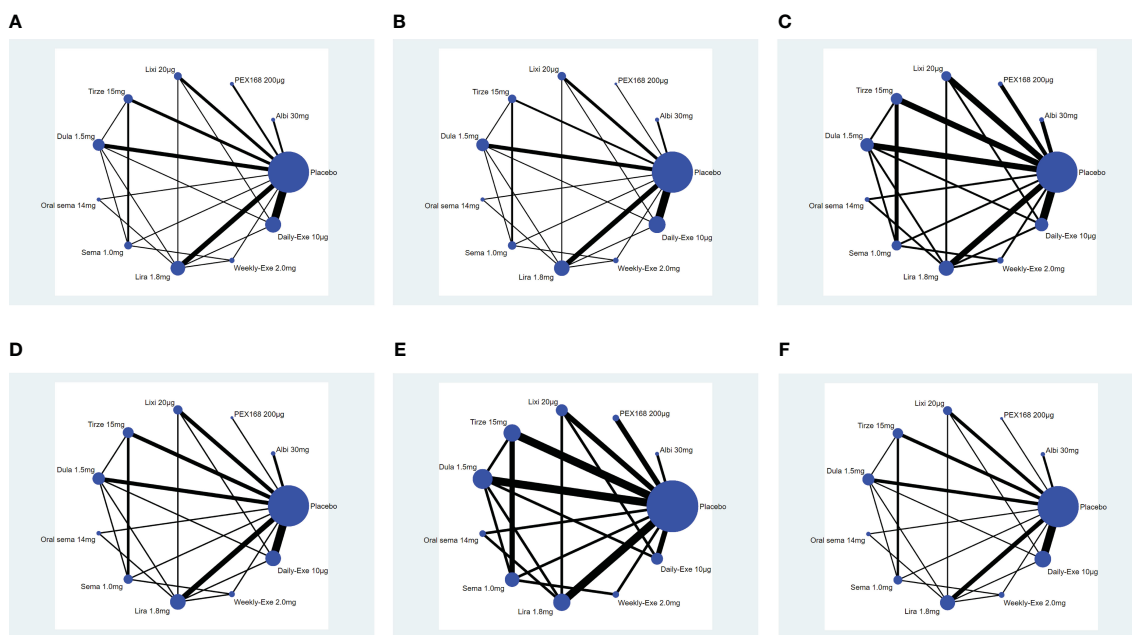 A
B
C
Lixi 20µg
PEX168 200µg
Tirze 15mg
Albi 30mg
Dula 1.5mg
Placebo
Oral sema 14mg
Daily-Exe 10µg
Sema 1.0mg
Weekly-Exe 2.0mg
Lira 1.8mg
Lixi 20µg
PEX168 200µg
Tirze 15mg
Albi 30mg
Dula 1.5mg
Placebo
Oral sema 14mg
Daily-Exe 10µg
Sema 1.0mg
Weekly-Exe 2.0mg
Lira 1.8mg
Lixi 20µg
PEX168 200µg
Tirze 15mg
Albi 30mg
Dula 1.5mg
Placebo
Oral sema 14mg
Daily-Exe 10µg
Sema 1.0mg
Weekly-Exe 2.0mg
Lira 1.8mg
D
E
F
Lixi 20µg
PEX168 200µg
Tirze 15mg
Albi 30mg
Dula 1.5mg
Placebo
Oral sema 14mg
Daily-Exe 10µg
Sema 1.0mg
Weekly-Exe 2.0mg
Lira 1.8mg
Lixi 20µg
PEX168 200µg
Tirze 15mg
Albi 30mg
Dula 1.5mg
Placebo
Oral sema 14mg
Daily-Exe 10µg
Sema 1.0mg
Weekly-Exe 2.0mg
Lira 1.8mg
Lixi 20µg
PEX168 200µg
Tirze 15mg
Albi 30mg
Dula 1.5mg
Placebo
Oral sema 14mg
Daily-Exe 10µg
Sema 1.0mg
Weekly-Exe 2.0mg
Lira 1.8mg